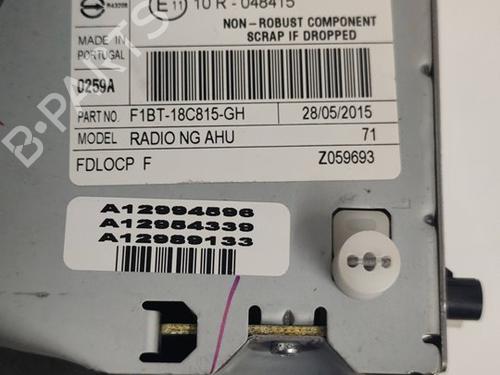 E 11 10 R - 048415
NON - ROBUST COMPONENT
SCRAP IF DROPPED
MADE IN
PORTUGAL
0259A
PART NO. F1BT-18C815-GH 28/05/2015
MODEL RADIO NG AHU 71
FDLOCP F Z059693
A12994596
A12954339
A12989133
B-PARTS